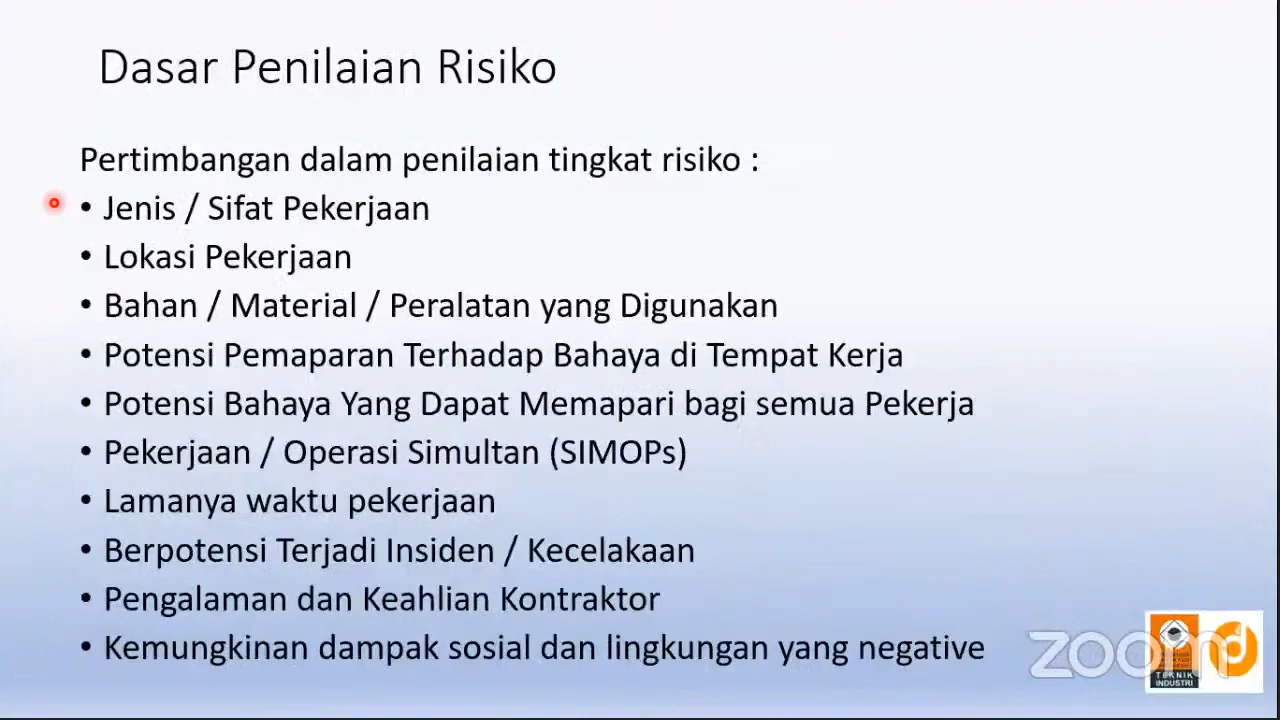 Dasar Penilaian Risiko
Pertimbangan dalam penilaian tingkat risiko :
• Jenis / Sifat Pekerjaan
• Lokasi Pekerjaan
• Bahan / Material / Peralatan yang Digunakan
• Potensi Pemaparan Terhadap Bahaya di Tempat Kerja
• Potensi Bahaya Yang Dapat Memapari bagi semua Pekerja
• Pekerjaan / Operasi Simultan (SIMOPs)
• Lamanya waktu pekerjaan
• Berpotensi Terjadi Insiden / Kecelakaan
• Pengalaman dan Keahlian Kontraktor
• Kemungkinan dampak sosial dan lingkungan yang negative
zoom
TEKNIK
INDUSTRI